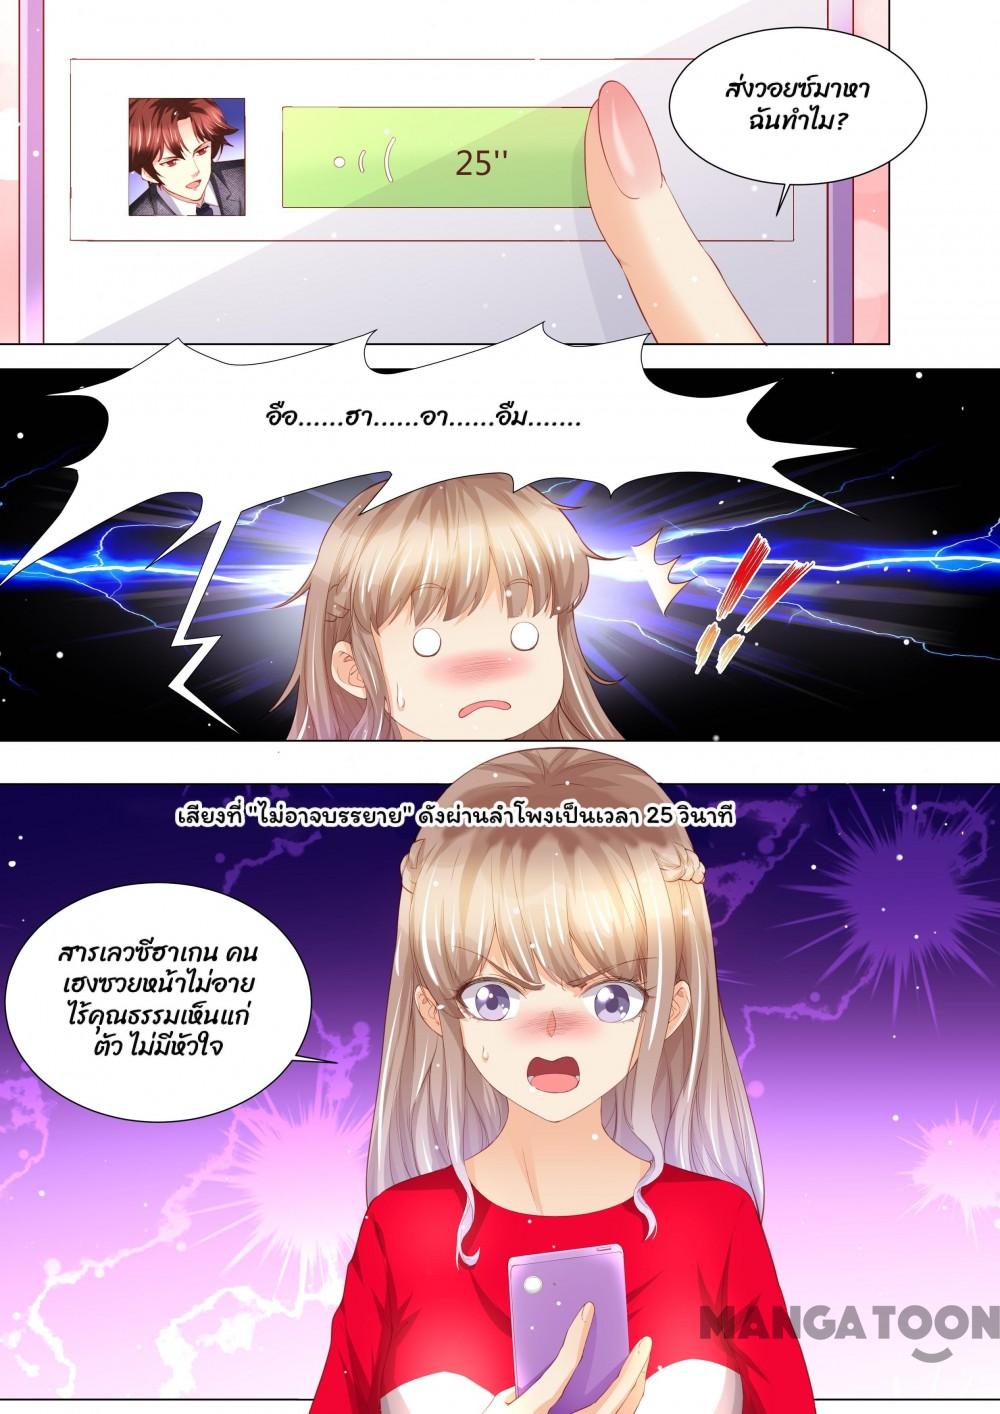 ส่งวอยซ์มาหา
ฉันทำไม?
25''
อือ......ฮา......อา......อืม.......
เสียงที่ "ไม่อาจบรรยาย" ดังผ่านลำโพงเป็นเวลา 25 วินาที
สารเลวซีฮาเกน คน
เฮงซวยหน้าไม่อาย
ไร้คุณธรรมเห็นแก่
ตัว ไม่มีหัวใจ
MANGATOON